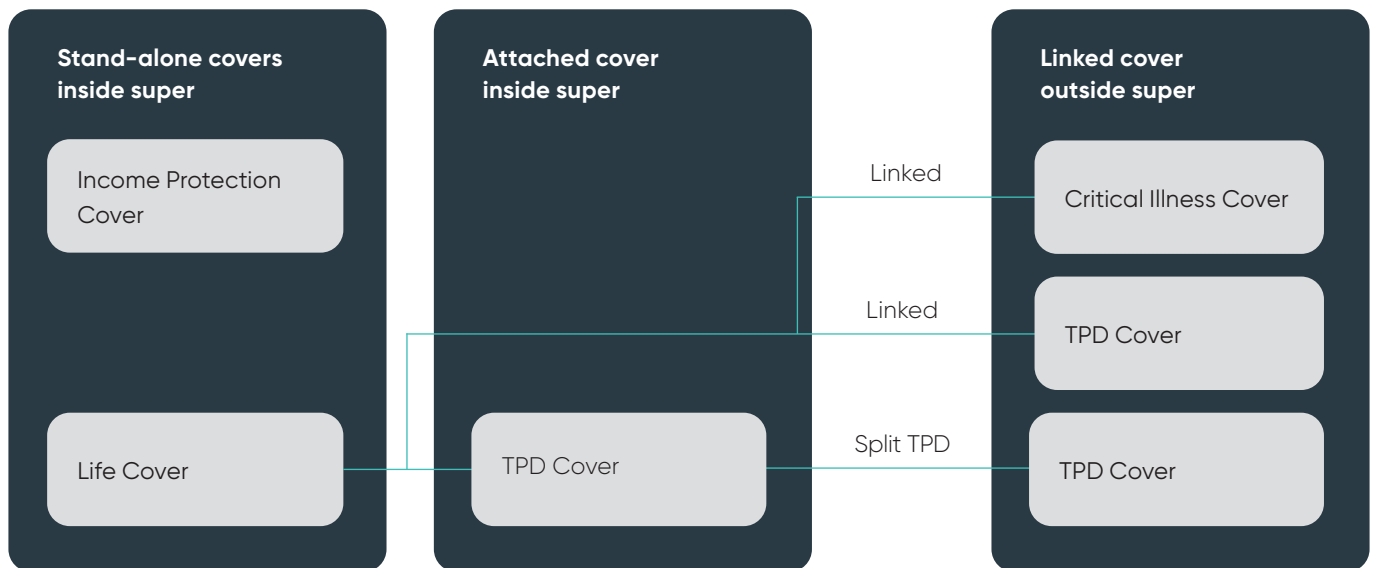 Stand-alone covers
inside super
Income Protection
Cover
Life Cover
Attached cover
inside super
TPD Cover
Linked
Linked
Split TPD
Linked cover
outside super
Critical Illness Cover
TPD Cover
TPD Cover